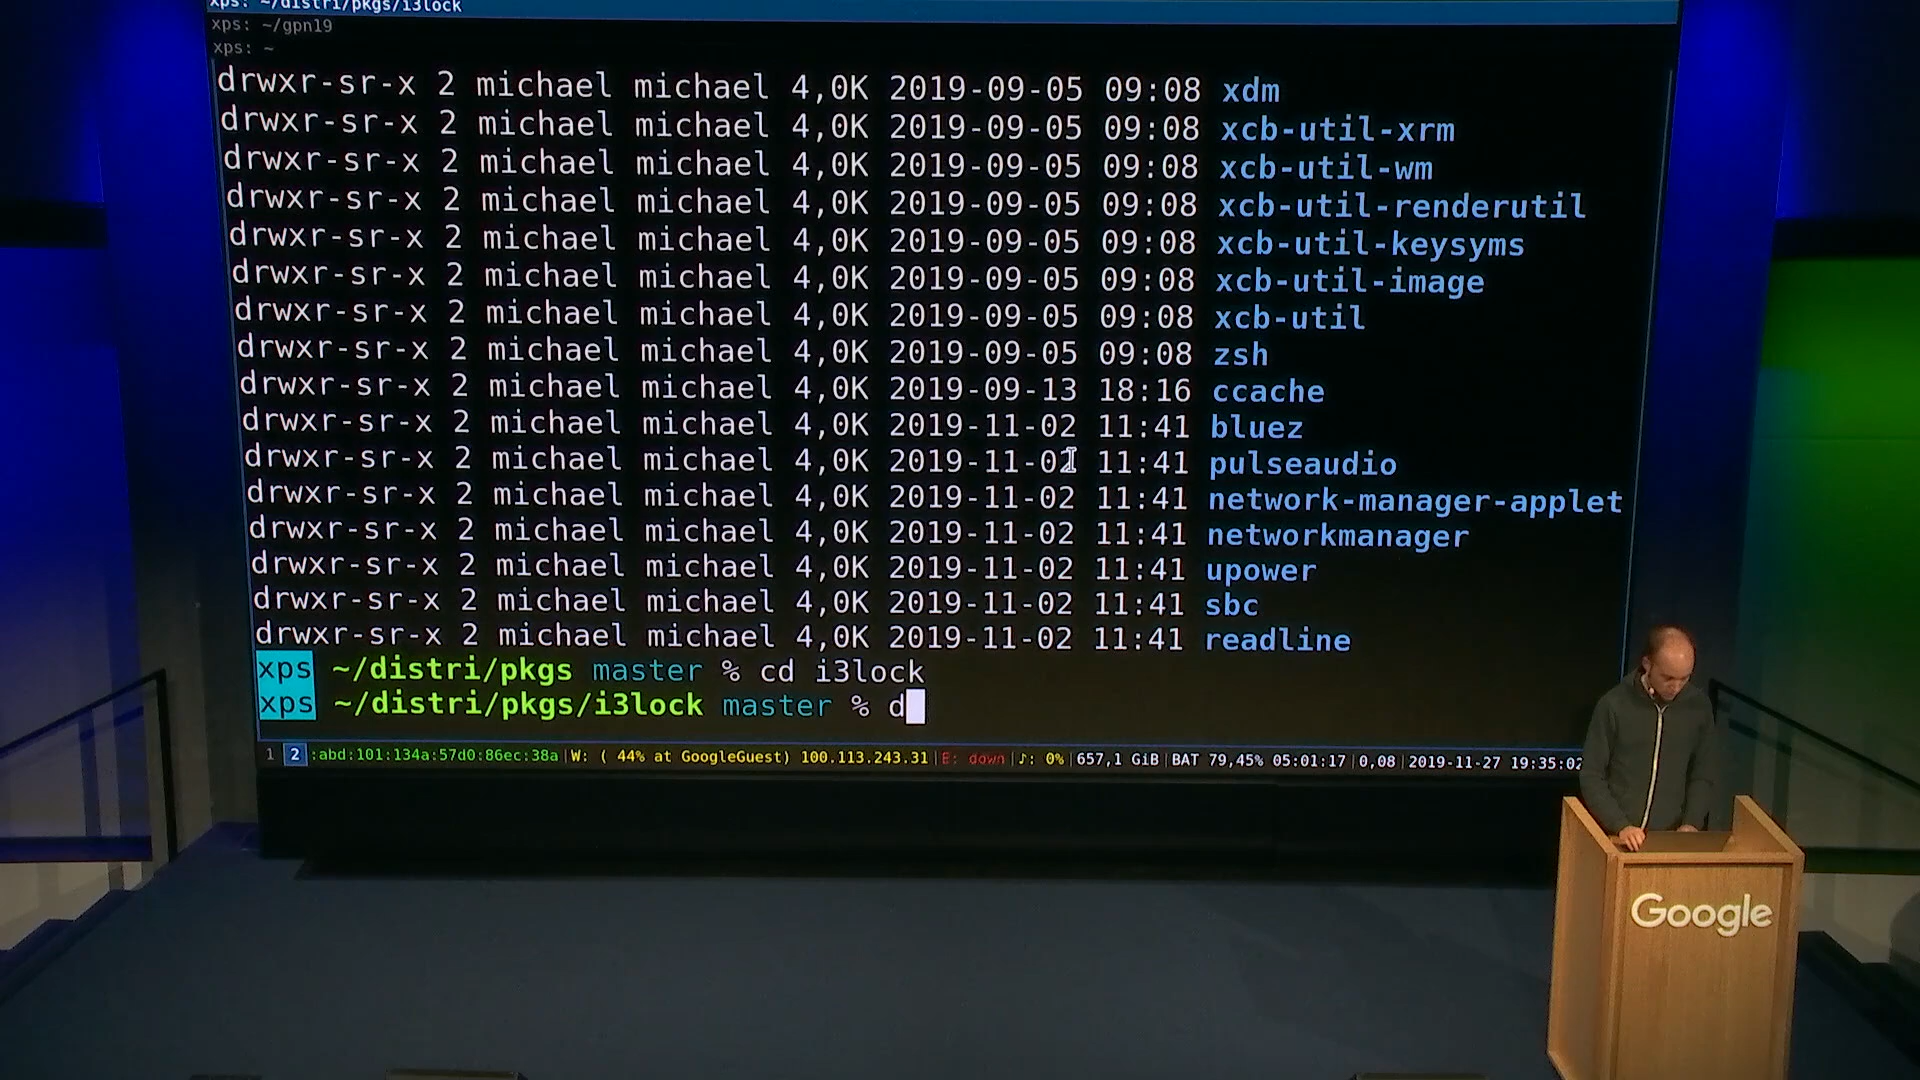 xps: ~/distri/pkgs/i3lock
xps: ~/gpn19
xps: ~
drwxr-sr-x 2 michael michael 4,0K 2019-09-05 09:08 xdm
drwxr-sr-x 2 michael michael 4,0K 2019-09-05 09:08 xcb-util-xrm
drwxr-sr-x 2 michael michael 4,0K 2019-09-05 09:08 xcb-util-wm
drwxr-sr-x 2 michael michael 4,0K 2019-09-05 09:08 xcb-util-renderutil
drwxr-sr-x 2 michael michael 4,0K 2019-09-05 09:08 xcb-util-keysyms
drwxr-sr-x 2 michael michael 4,0K 2019-09-05 09:08 xcb-util-image
drwxr-sr-x 2 michael michael 4,0K 2019-09-05 09:08 xcb-util
drwxr-sr-x 2 michael michael 4,0K 2019-09-05 09:08 zsh
drwxr-sr-x 2 michael michael 4,0K 2019-09-13 18:16 ccache
drwxr-sr-x 2 michael michael 4,0K 2019-11-02 11:41 bluez
drwxr-sr-x 2 michael michael 4,0K 2019-11-02 11:41 pulseaudio
drwxr-sr-x 2 michael michael 4,0K 2019-11-02 11:41 network-manager-applet
drwxr-sr-x 2 michael michael 4,0K 2019-11-02 11:41 networkmanager
drwxr-sr-x 2 michael michael 4,0K 2019-11-02 11:41 upower
drwxr-sr-x 2 michael michael 4,0K 2019-11-02 11:41 sbc
drwxr-sr-x 2 michael michael 4,0K 2019-11-02 11:41 readline
xps ~/distri/pkgs master % cd i3lock
xps ~/distri/pkgs/i3lock master % d
1 2 :abd:101:134a:57d0:86ec:38a|W: ( 44% at GoogleGuest) 100.113.243.31|E: down|♪: 0%|657,1 GiB|BAT 79,45% 05:01:17|0,08|2019-11-27 19:35:02
Google